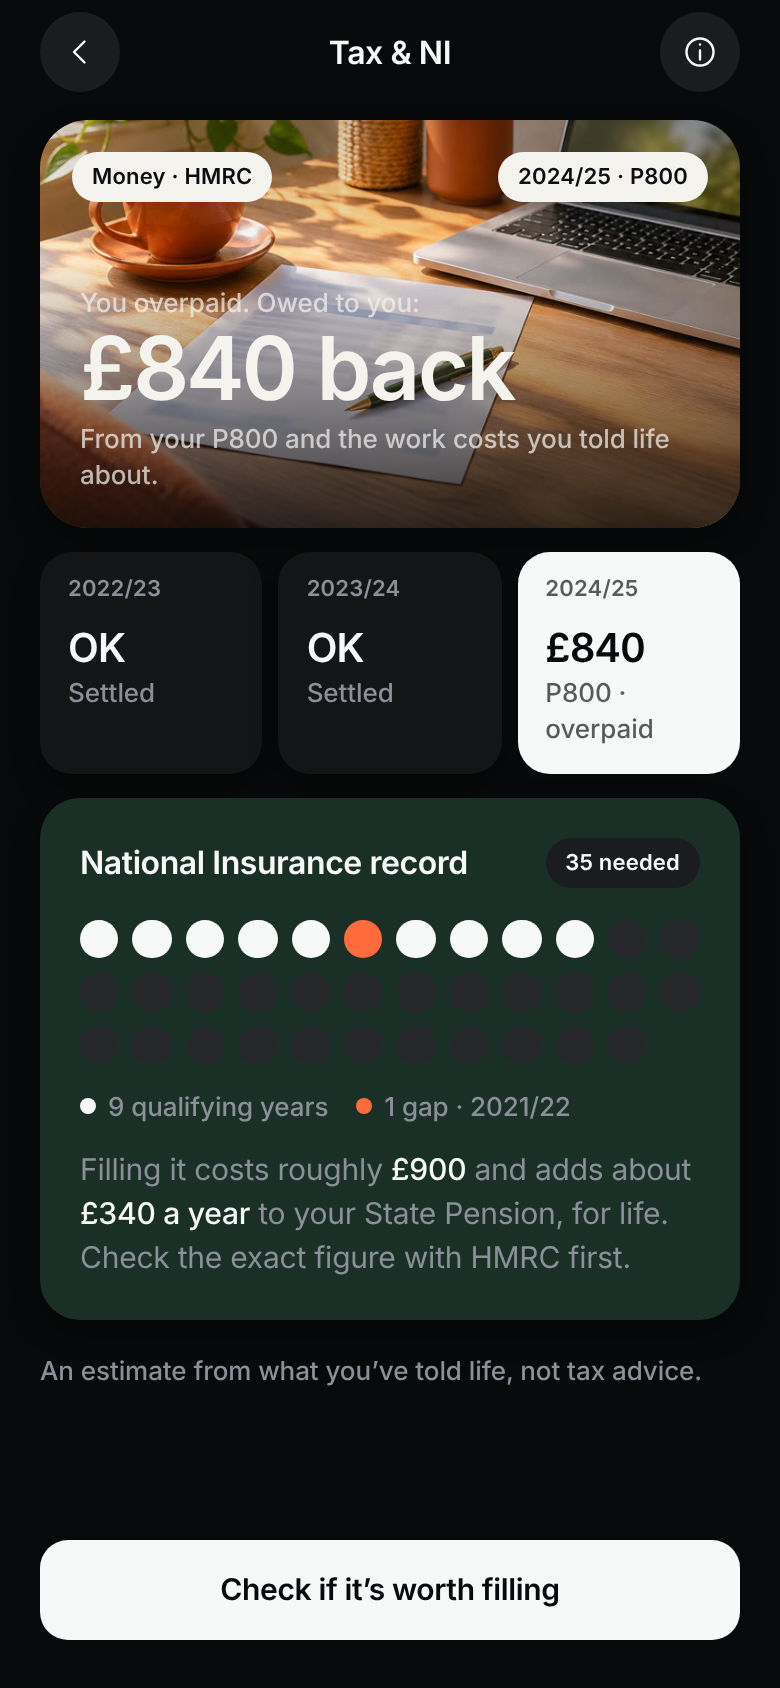 Tax & NI
Money · HMRC
2024/25 · P800
You overpaid. Owed to you:
£840 back
From your P800 and the work costs you told life
about.
2022/23
OK
Settled
2023/24
OK
Settled
2024/25
£840
P800 ·
overpaid
National Insurance record
35 needed
9 qualifying years
1 gap · 2021/22
Filling it costs roughly £900 and adds about
£340 a year to your State Pension, for life.
Check the exact figure with HMRC first.
An estimate from what you’ve told life, not tax advice.
Check if it’s worth filling